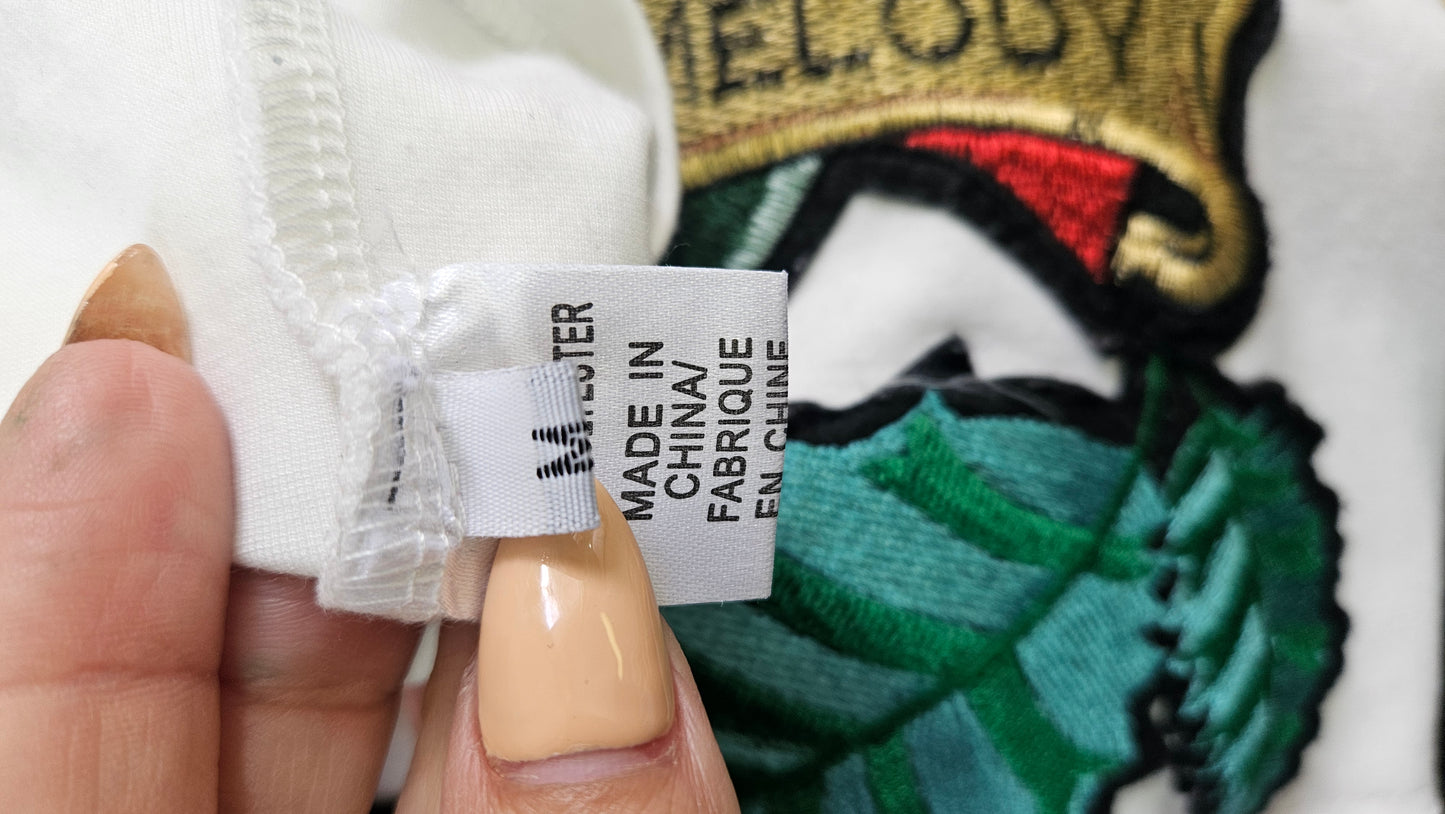 MELODY
M
MADE IN
CHINA/
FABRIQUE
EN CHINE